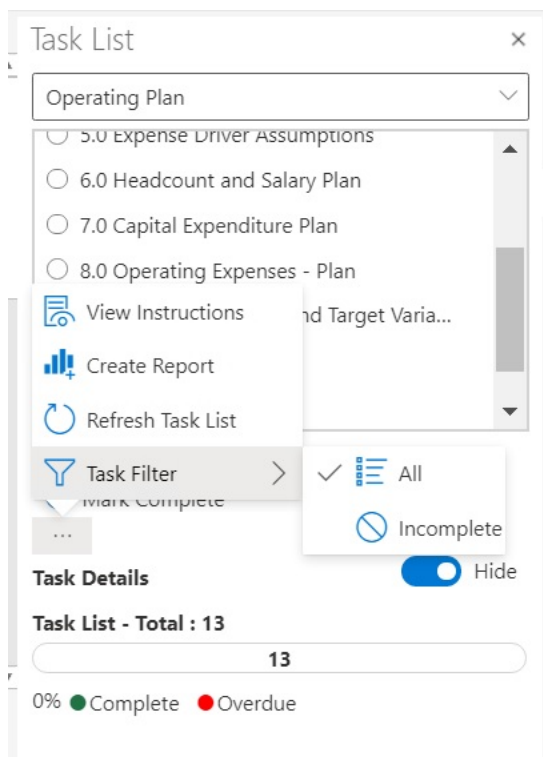 Task List
Operating Plan
5.0 Expense Driver Assumptions
6.0 Headcount and Salary Plan
7.0 Capital Expenditure Plan
8.0 Operating Expenses - Plan
View Instructions
nd Target Varia...
Create Report
Refresh Task List
Task Filter
All
Mark Complete
Incomplete
...
Task Details
Hide
Task List - Total : 13
13
0% Complete Overdue